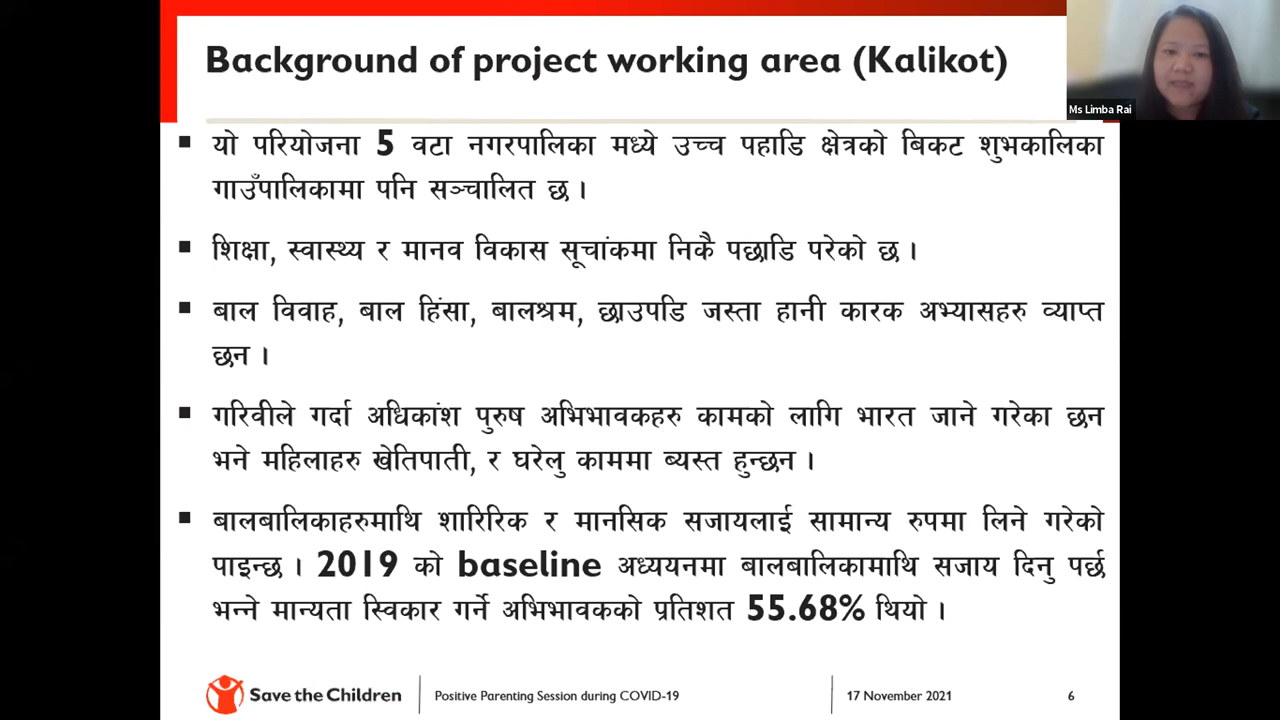 Background of project working area (Kalikot)
Ms Limba Rai
▪ यो परियोजना 5 वटा नगरपालिका मध्ये उच्च पहाडि क्षेत्रको बिकट शुभकालिका
गाउँपालिकामा पनि सञ्चालित छ ।
▪ शिक्षा, स्वास्थ्य र मानव विकास सूचांकमा निकै पछाडि परेको छ ।
▪ बाल विवाह, बाल हिंसा, बालश्रम, छाउपडि जस्ता हानी कारक अभ्यासहरु व्याप्त
छन ।
▪ गरिवीले गर्दा अधिकांश पुरुष अभिभावकहरु कामको लागि भारत जाने गरेका छन
भने महिलाहरु खेतिपाती, र घरेलु काममा ब्यस्त हुन्छन ।
▪ बालबालिकाहरुमाथि शारिरिक र मानसिक सजायलाई सामान्य रुपमा लिने गरेको
पाइन्छ । 2019 को baseline अध्ययनमा बालबालिकामाथि सजाय दिनु पर्छ
भन्ने मान्यता स्विकार गर्ने अभिभावकको प्रतिशत 55.68% थियो ।
Save the Children
Positive Parenting Session during COVID-19
17 November 2021
6